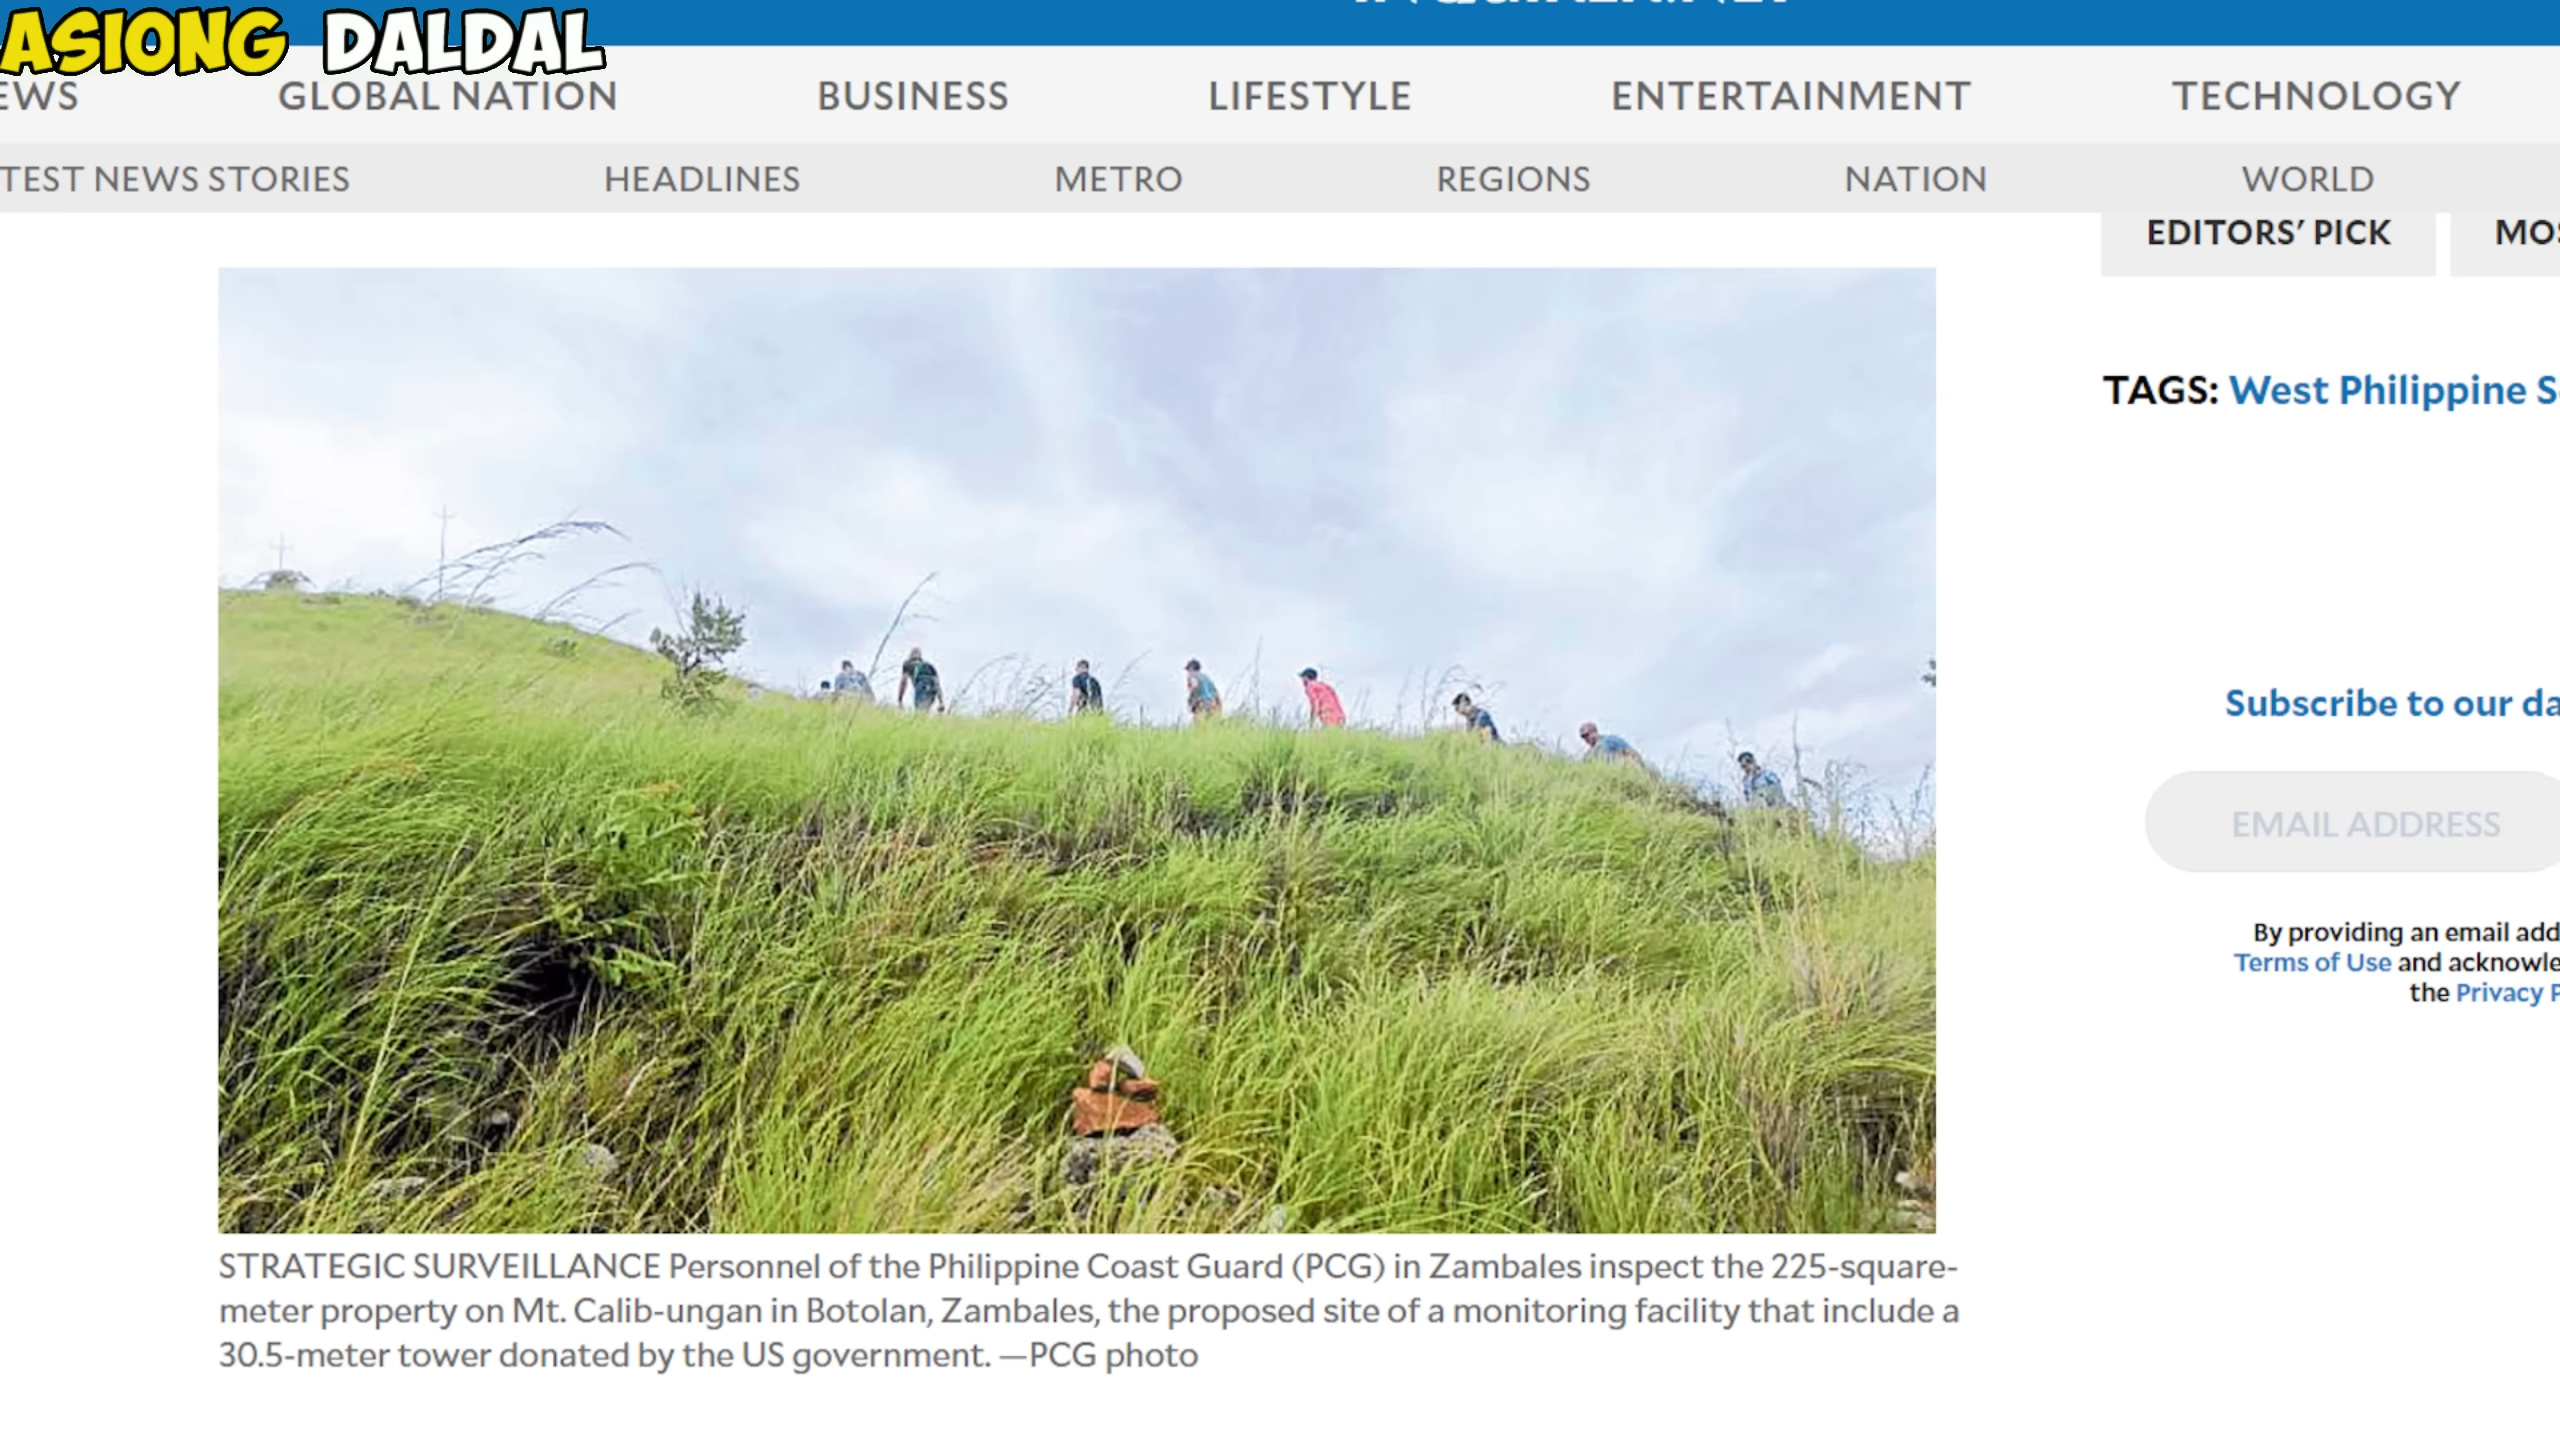 ASIONG DALDAL
GLOBAL NATION BUSINESS LIFESTYLE ENTERTAINMENT TECHNOLOGY
NEWS STORIES HEADLINES METRO REGIONS NATION WORLD
EDITORS' PICK
TAGS: West Philippine
Subscribe to our
EMAIL ADDRESS
By providing an email
Terms of Use and
the Privacy
STRATEGIC SURVEILLANCE Personnel of the Philippine Coast Guard (PCG) in Zambales inspect the 225-square-
meter property on Mt. Calib-ungan in Botolan, Zambales, the proposed site of a monitoring facility that include a
30.5-meter tower donated by the US government. —PCG photo